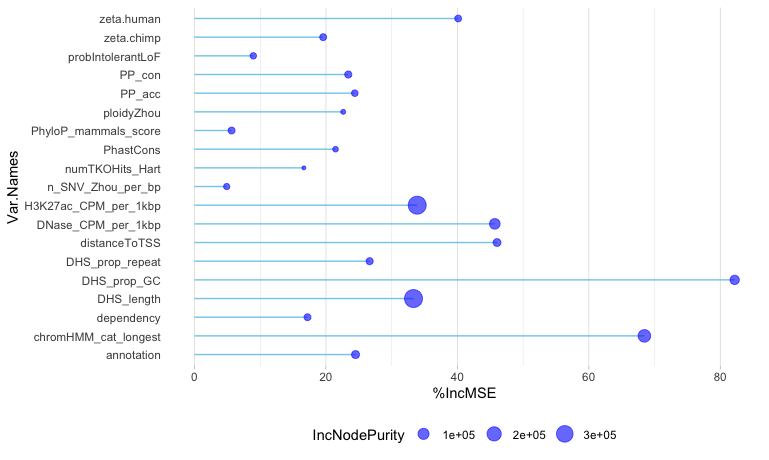 Var.Names
zeta.human
zeta.chimp
probIntolerantLoF
PP_con
PP_acc
ploidyZhou
PhyloP_mammals_score
PhastCons
numTKOHits_Hart
n_SNV_Zhou_per_bp
H3K27ac_CPM_per_1kbp
DNase_CPM_per_1kbp
distanceToTSS
DHS_prop_repeat
DHS_prop_GC
DHS_length
dependency
chromHMM_cat_longest
annotation
0 20 40 60 80
%IncMSE
IncNodePurity 1e+05 2e+05 3e+05